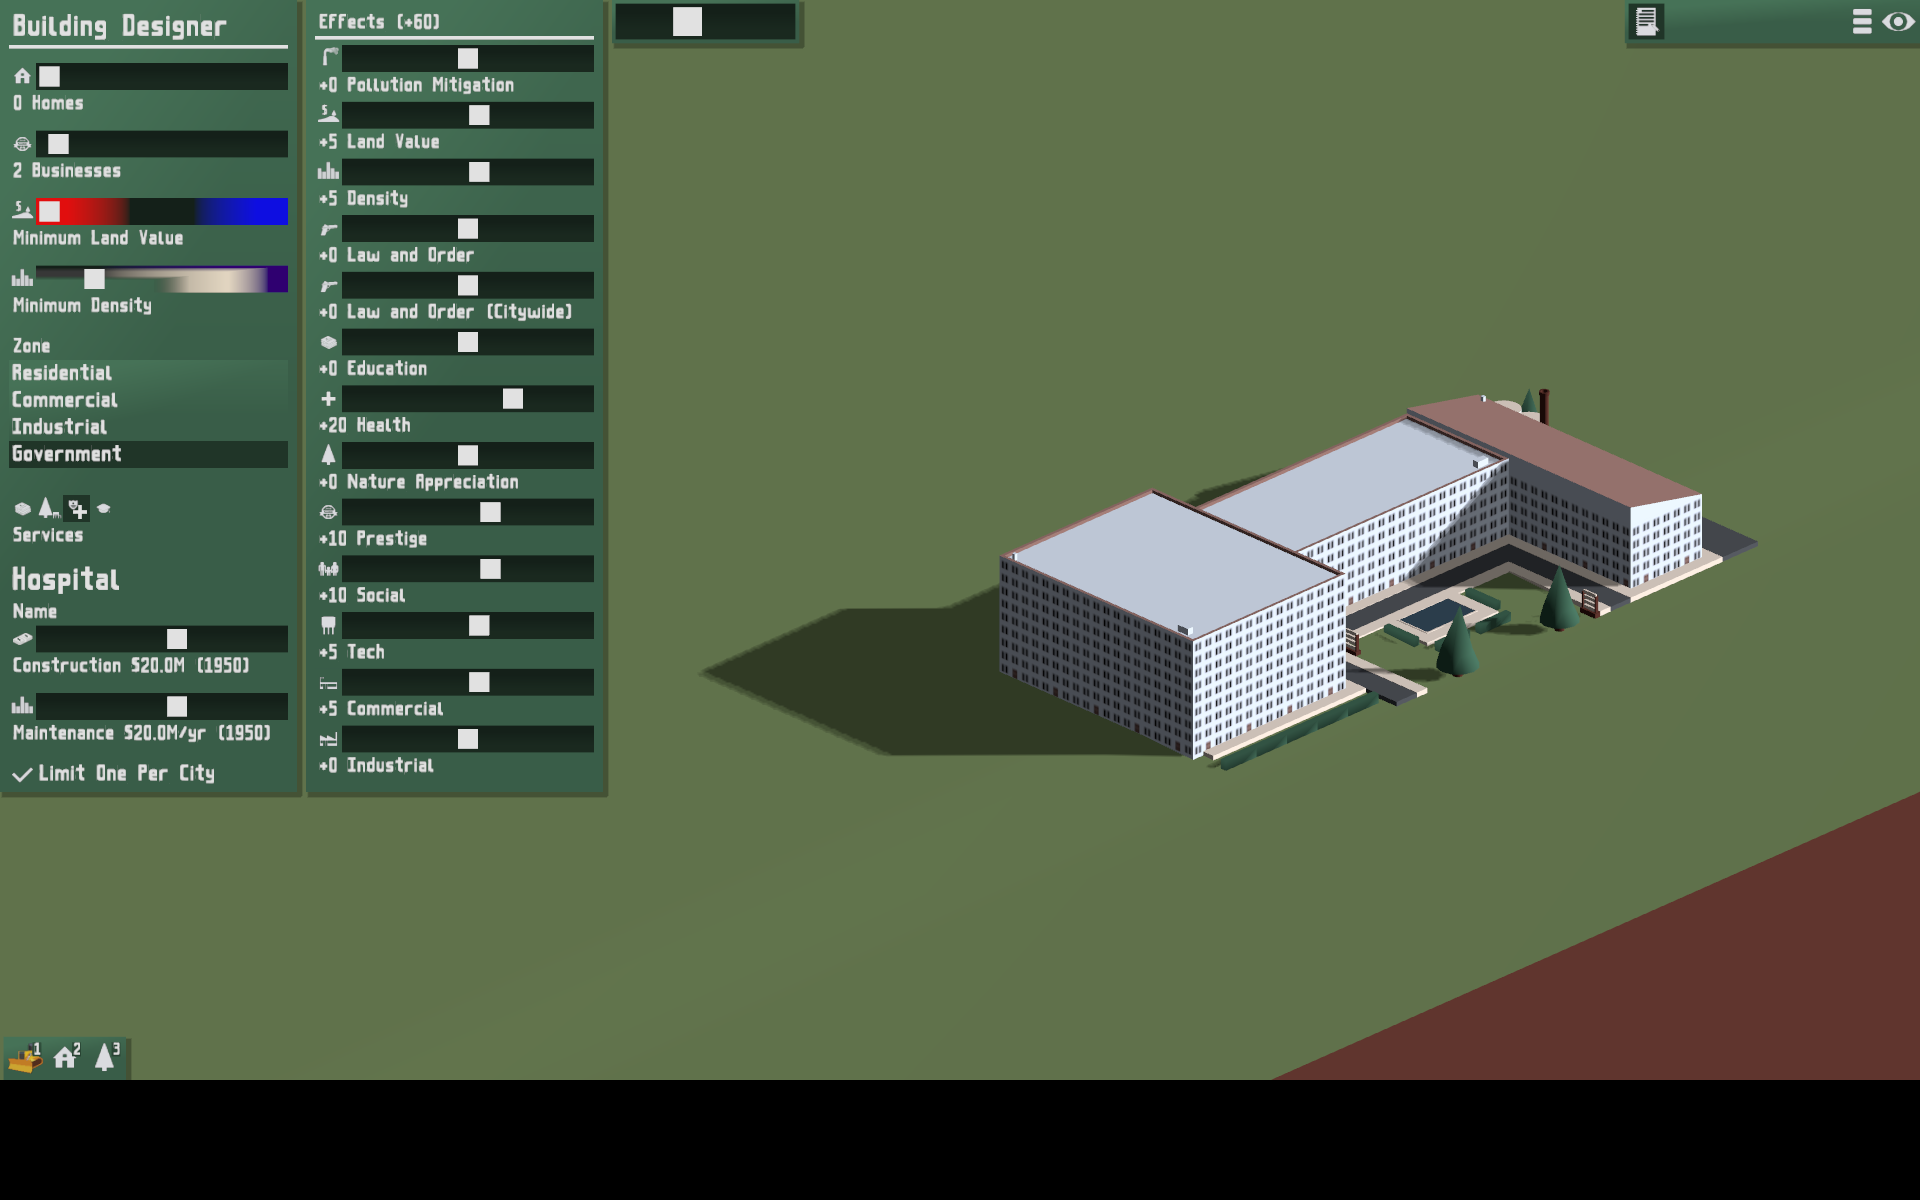 Building Designer
0 Homes
2 Businesses
Minimum Land Value
Minimum Density
Zone
Residential
Commercial
Industrial
Government
Services
Hospital
Name
Construction $20.0M (1950)
Maintenance $20.0M/yr (1950)
Limit One Per City
Effects (+60)
+0 Pollution Mitigation
+5 Land Value
+5 Density
+0 Law and Order
+0 Law and Order (Citywide)
+0 Education
+20 Health
+0 Nature Appreciation
+10 Prestige
+10 Social
+5 Tech
+5 Commercial
+0 Industrial
1 2 3